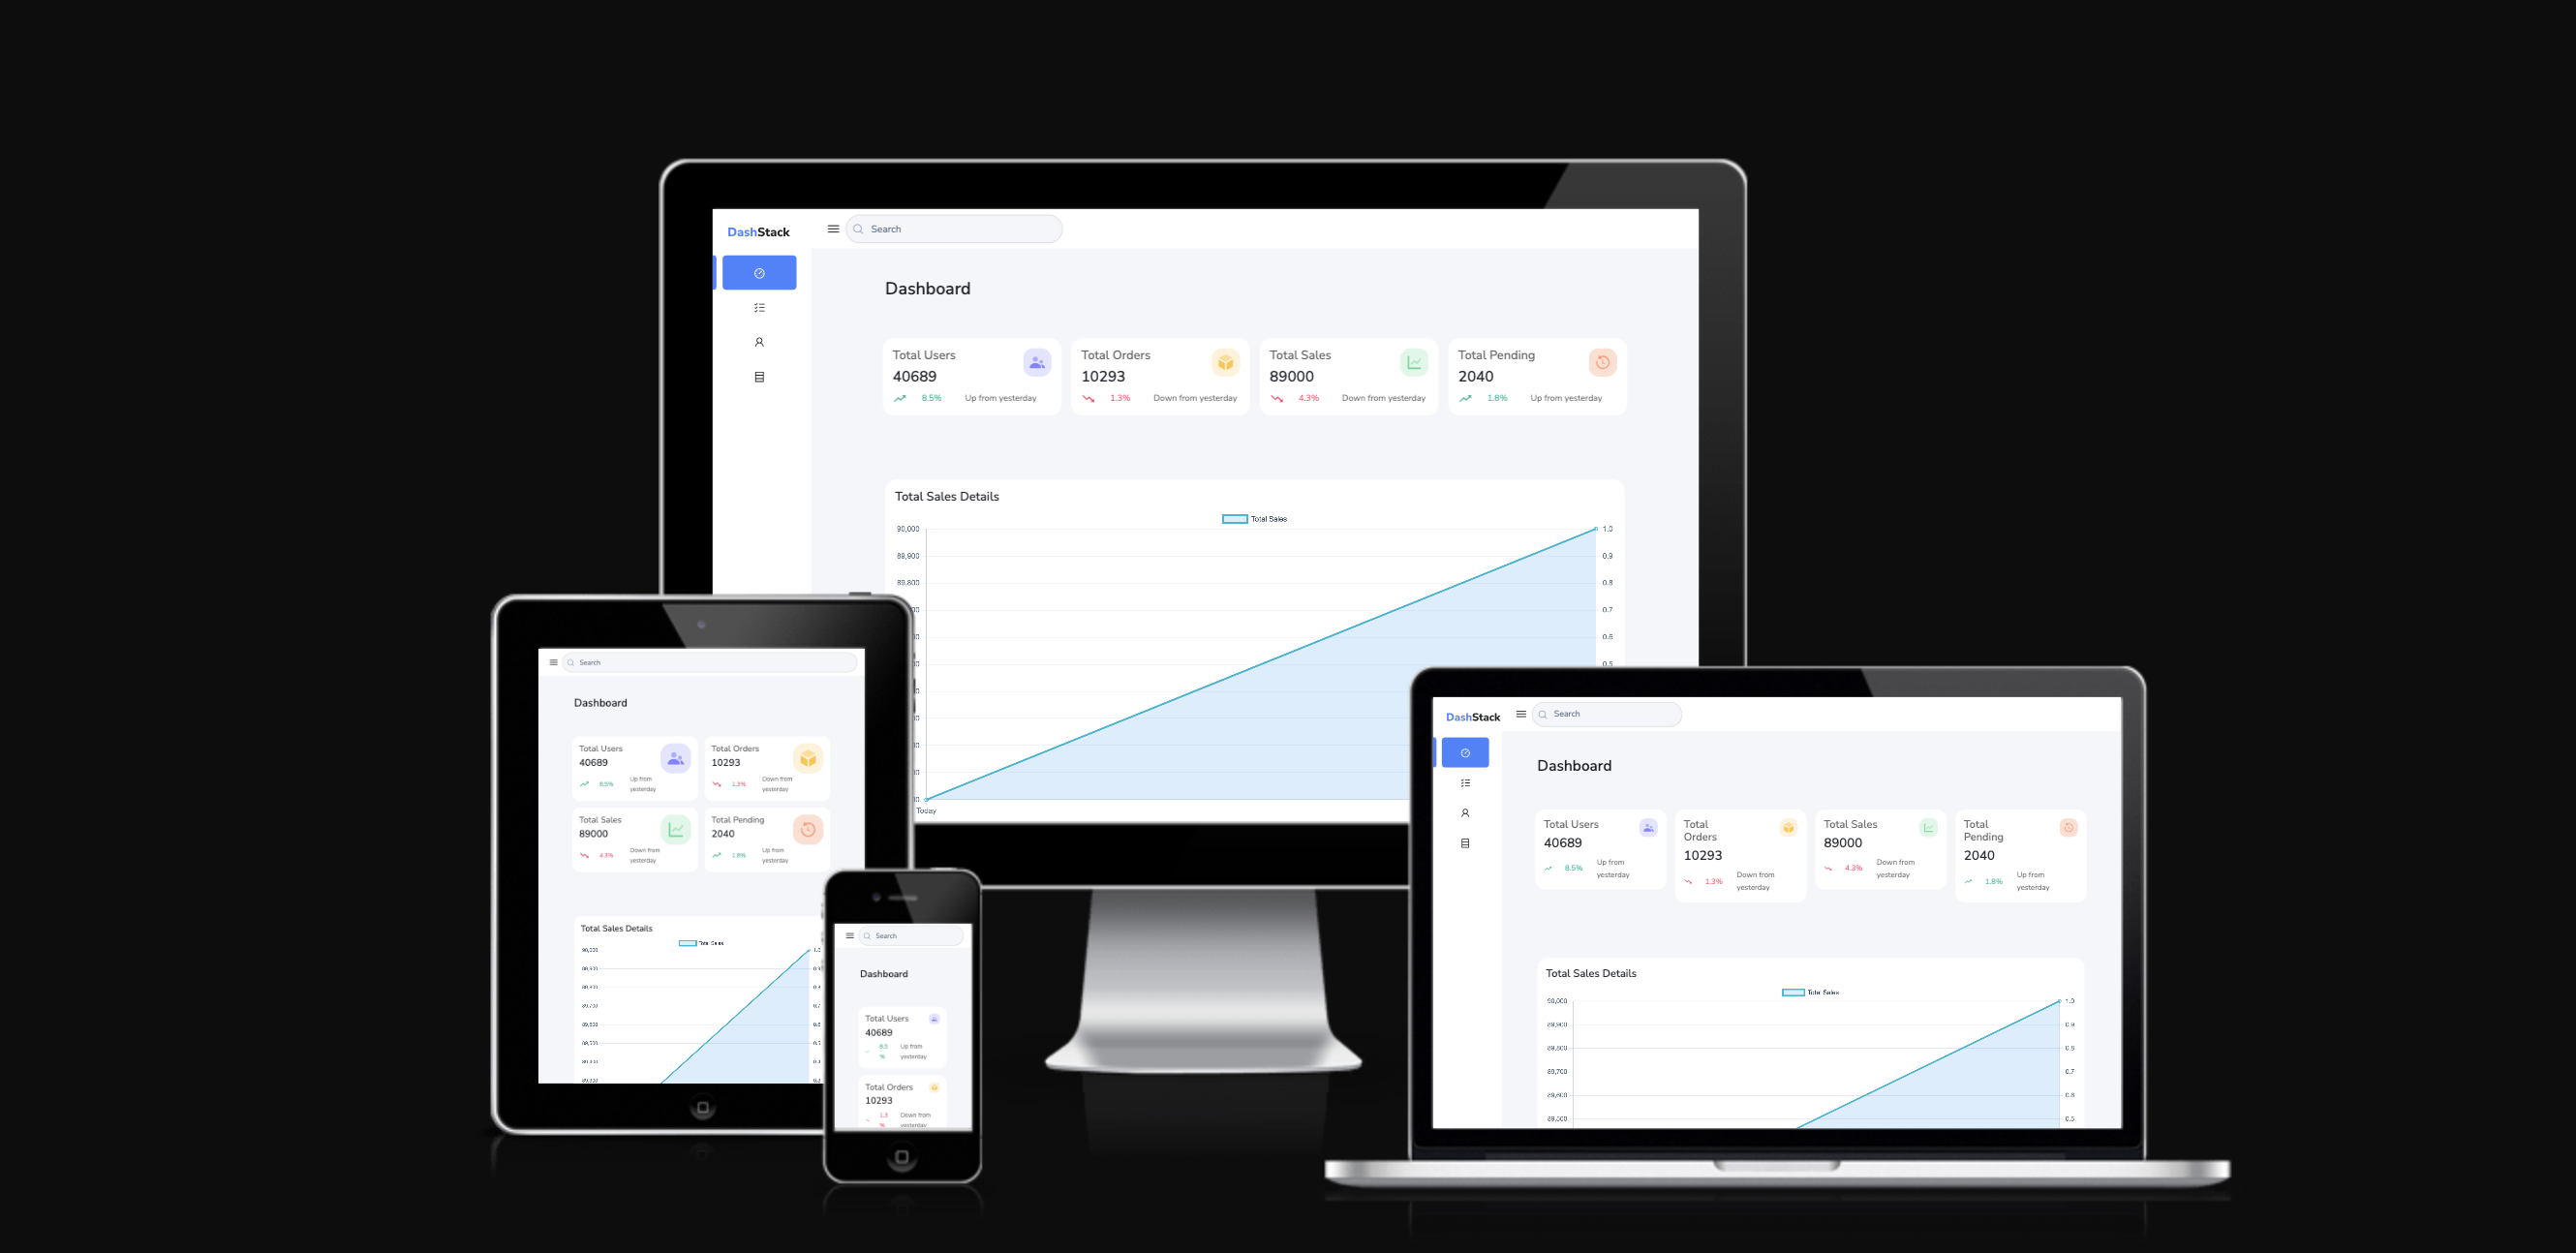 DashStack
Search
Dashboard
Total Users
40689
8.5%
Up from yesterday
Total Orders
10293
1.3%
Down from yesterday
Total Sales
89000
4.3%
Down from yesterday
Total Pending
2040
1.8%
Up from yesterday
Total Sales Details
Total Sales
90,000
89,900
89,800
1.0
0.9
0.8
0.7
0.6
0.5
Today
Search
Dashboard
Total Users
40689
8.5%
Up from
yesterday
Total Orders
10293
1.3%
Down from
yesterday
Total Sales
89000
4.3%
Down from
yesterday
Total Pending
2040
1.8%
Up from
yesterday
Total Sales Details
Total Sales
90,000
Search
Dashboard
Total Users
40689
8.5
%
Up from
yesterday
Total Orders
10293
1.3
%
Down from
yesterday
DashStack
Search
Dashboard
Total Users
40689
8.5%
Up from
yesterday
Total
Orders
10293
1.3%
Down from
yesterday
Total Sales
89000
4.3%
Down from
yesterday
Total
Pending
2040
1.8%
Up from
yesterday
Total Sales Details
Total Sales
90,000
89,900
89,800
89,700
89,600
89,500
1.0
0.9
0.8
0.7
0.6
0.5